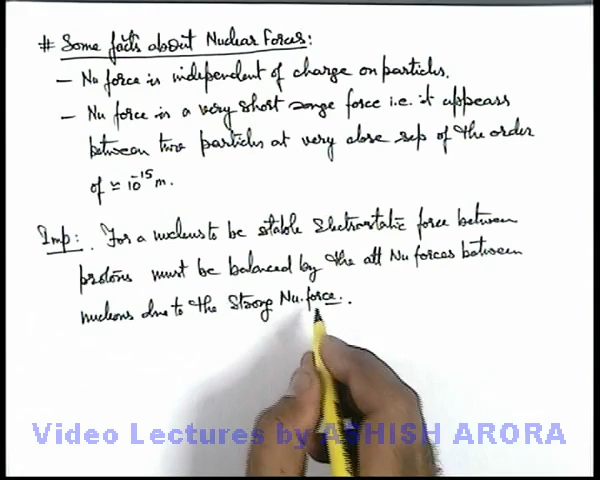 # Some facts about Nuclear Forces:
– Nu force is independent of charge on particles.
– Nu force is a very short range force i.e. it appears
between two particles at very close sep of the order
of ≃ 10⁻¹⁵ m.
Imp: . For a nucleus to be stable Electrostatic force between
protons must be balanced by the att Nu forces between
nucleons due to the Strong Nu. force. .
Video Lectures by ASHISH ARORA